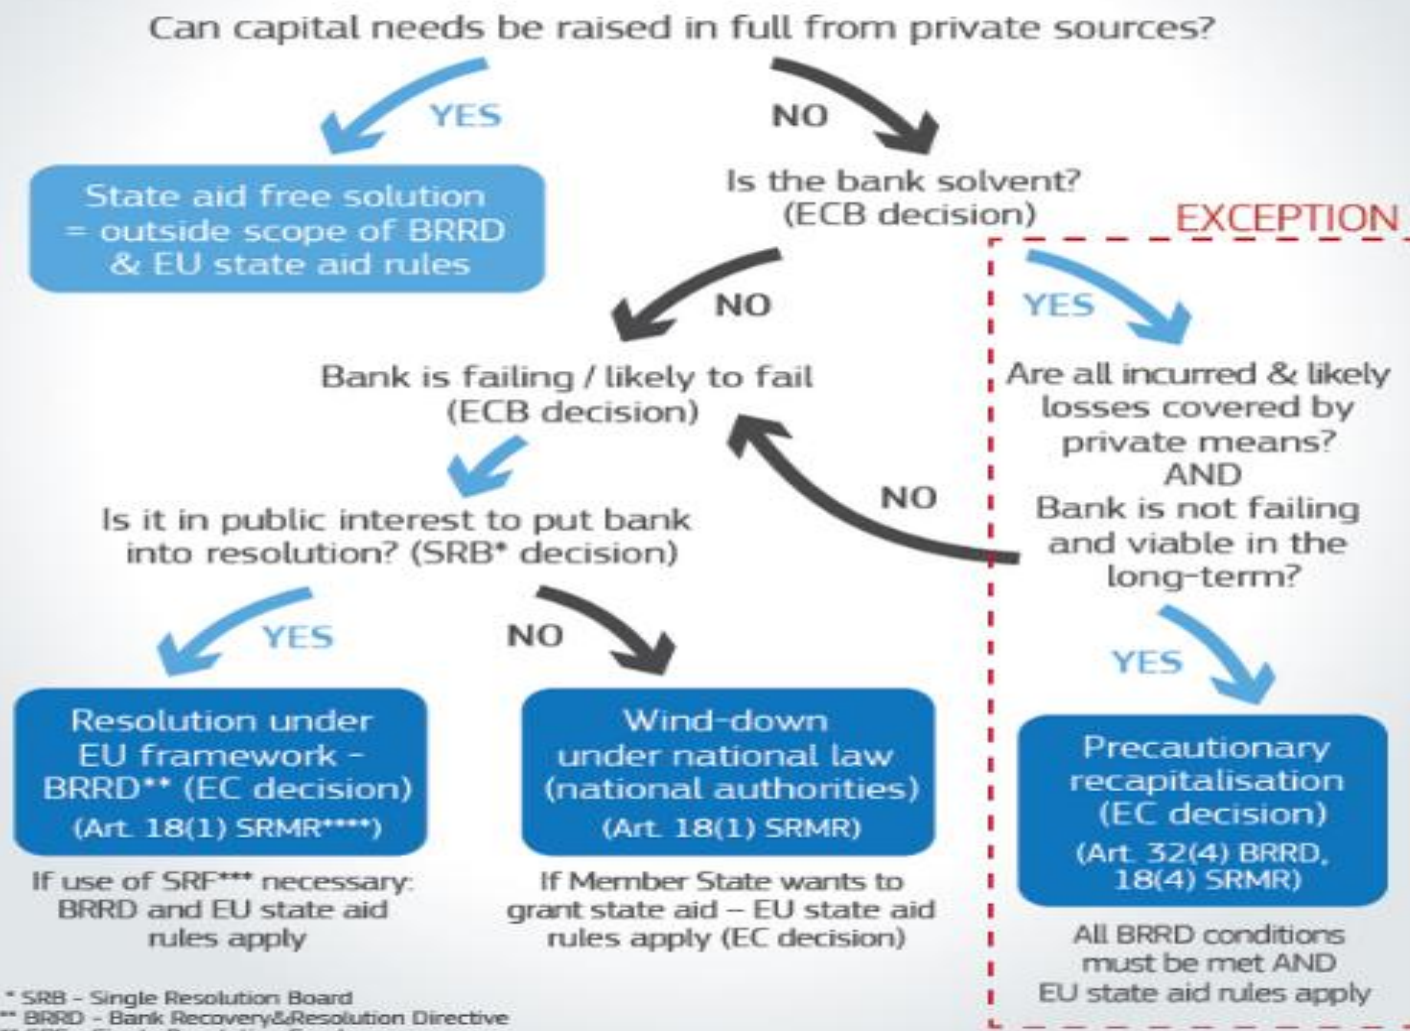 Can capital needs be raised in full from private sources?
YES
NO
State aid free solution
= outside scope of BRRD
& EU state aid rules
Is the bank solvent?
(ECB decision)
EXCEPTION
NO
YES
Bank is failing / likely to fail
(ECB decision)
Are all incurred & likely
losses covered by
private means?
AND
Bank is not failing
and viable in the
long-term?
NO
Is it in public interest to put bank
into resolution? (SRB* decision)
YES
NO
YES
Resolution under
EU framework -
BRRD** (EC decision)
(Art. 18(1) SRMR****)
Wind-down
under national law
(national authorities)
(Art. 18(1) SRMR)
Precautionary
recapitalisation
(EC decision)
(Art. 32(4) BRRD,
18(4) SRMR)
If use of SRF*** necessary:
BRRD and EU state aid
rules apply
If Member State wants to
grant state aid – EU state aid
rules apply (EC decision)
All BRRD conditions
must be met AND
EU state aid rules apply
* SRB - Single Resolution Board
** BRRD - Bank Recovery&Resolution Directive